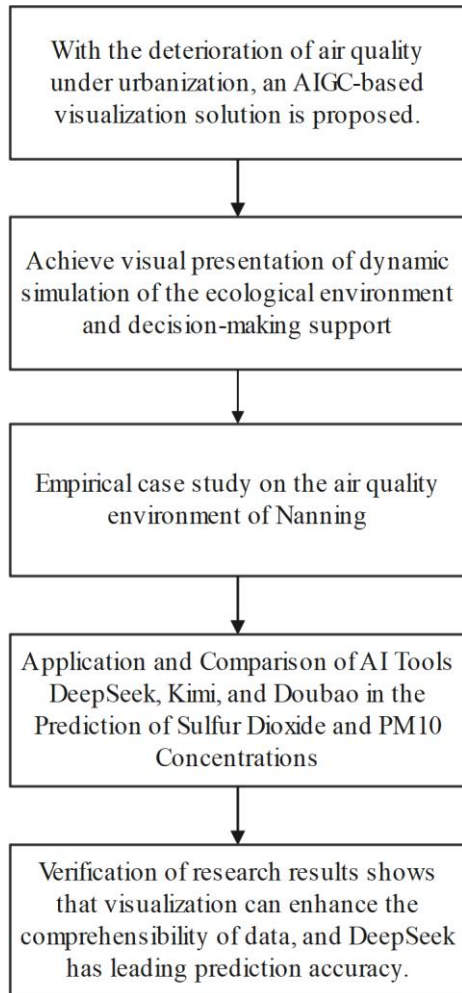 With the deterioration of air quality
under urbanization, an AIGC-based
visualization solution is proposed.
Achieve visual presentation of dynamic
simulation of the ecological environment
and decision-making support
Empirical case study on the air quality
environment of Nanning
Application and Comparison of AI Tools
DeepSeek, Kimi, and Doubao in the
Prediction of Sulfur Dioxide and PM10
Concentrations
Verification of research results shows
that visualization can enhance the
comprehensibility of data, and DeepSeek
has leading prediction accuracy.